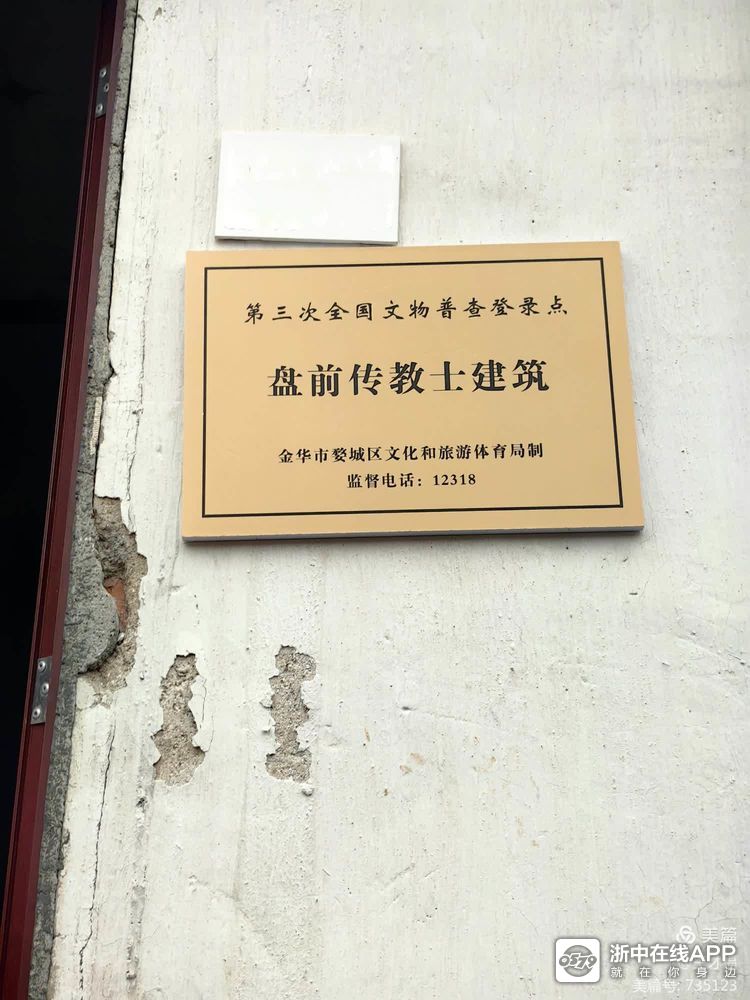 第三次全国文物普查登录点
盘前传教士建筑
金华市婺城区文化和旅游体育局制
监督电话：12318
美篇
浙中在线APP
就在你身边
美篇号: 735123